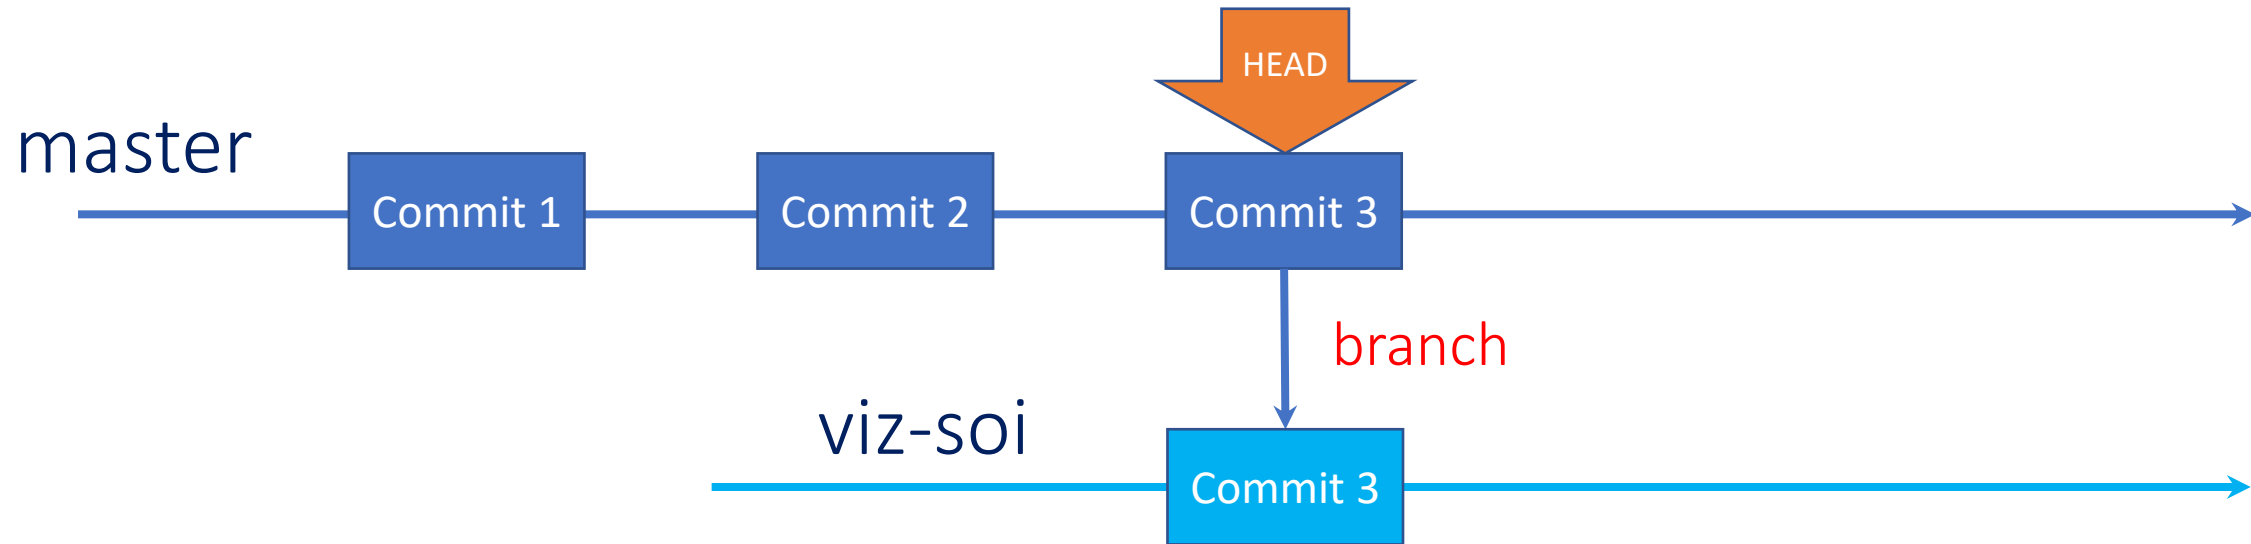 HEAD
master
Commit 1
Commit 2
Commit 3
branch
viz-soi
Commit 3